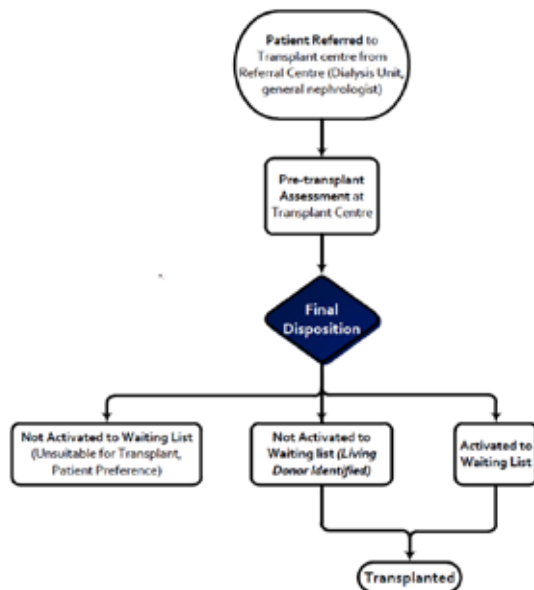 Patient Referred to
Transplant centre from
Referral Centre (Dialysis Unit,
general nephrologist)
Pre-transplant
Assessment at
Transplant Centre
Final
Disposition
Not Activated to Waiting List
(Unsuitable for Transplant,
Patient Preference)
Not Activated to
Waiting list (Living
Donor Identified)
Activated to
Waiting List
Transplanted